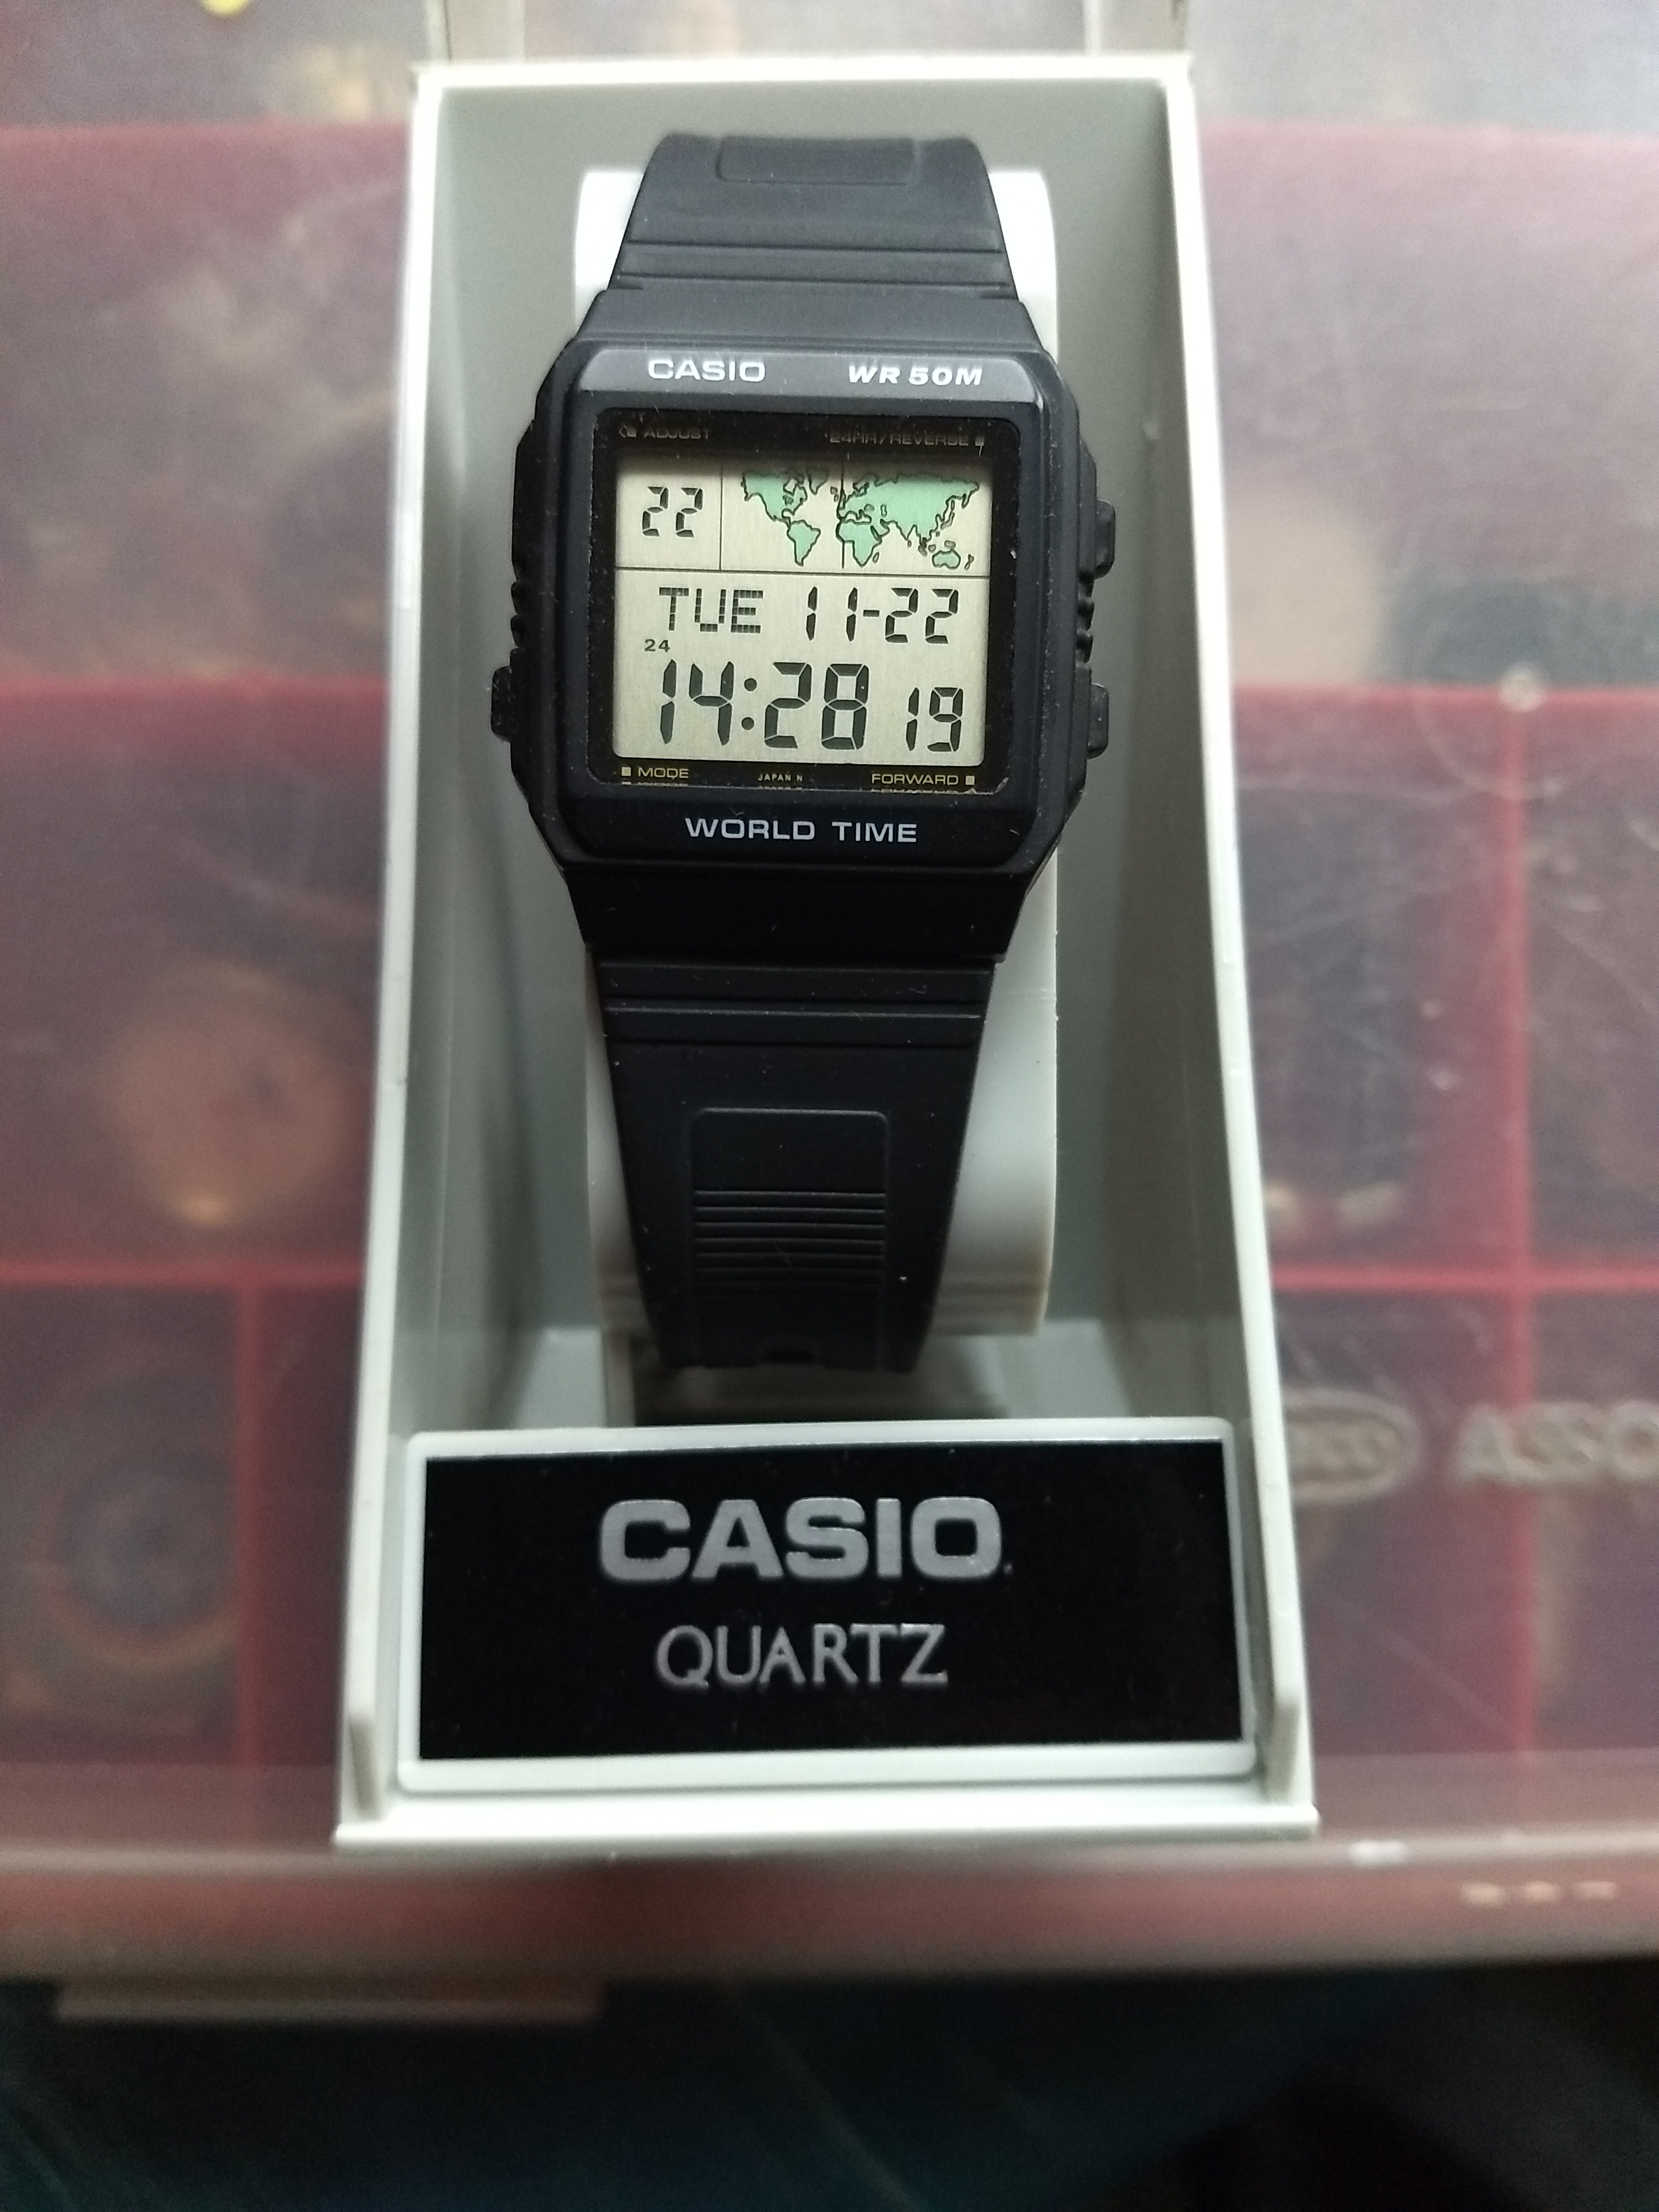 CASIO WR 50M
ADJUST 24HR/REVERSE
22
TUE 11-22
24
14:28 19
MODE JAPAN N FORWARD
WORLD TIME
CASIO
QUARTZ